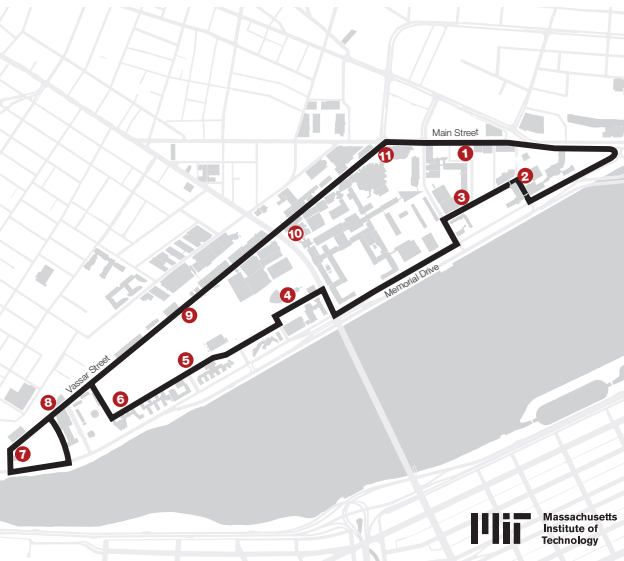 Main Street
1
11
2
3
10
Memorial Drive
4
9
5
Vassar Street
6
8
7
MIT
Massachusetts
Institute of
Technology